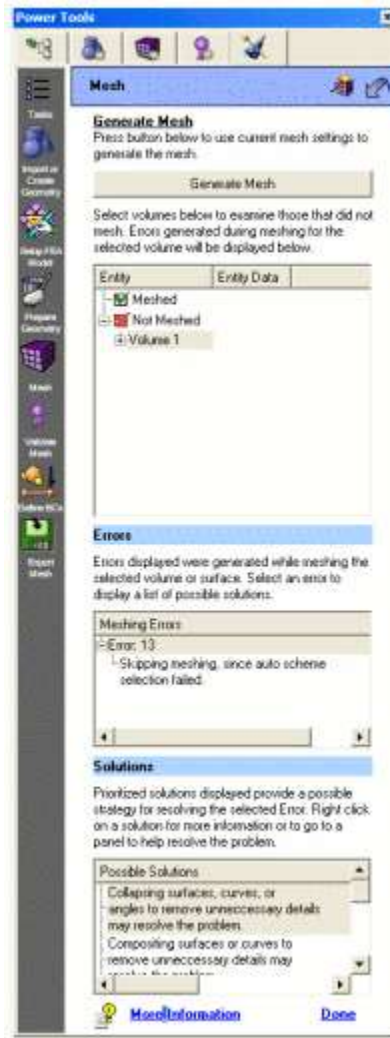 Power Tools
Mesh
Tasks
Import or
Create
Geometry
Setup FEA
Model
Prepare
Geometry
Mesh
Validate
Mesh
Define BCs
Export
Mesh
Generate Mesh
Press button below to use current mesh settings to
generate the mesh.
Generate Mesh
Select volumes below to examine those that did not
mesh. Errors generated during meshing for the
selected volume will be displayed below.
Entity Entity Data
Meshed
Not Meshed
Volume 1
Errors
Errors displayed were generated while meshing the
selected volume or surface. Select an error to
display a list of possible solutions.
Meshing Errors
Error: 13
Skipping meshing, since auto scheme
selection failed.
Solutions
Prioritized solutions displayed provide a possible
strategy for resolving the selected Error. Right click
on a solution for more information or to go to a
panel to help resolve the problem.
Possible Solutions
Collapsing surfaces, curves, or
angles to remove unneccessary details
may resolve the problem.
Compositing surfaces or curves to
remove unneccessary details may
resolve the problem
More Information Done